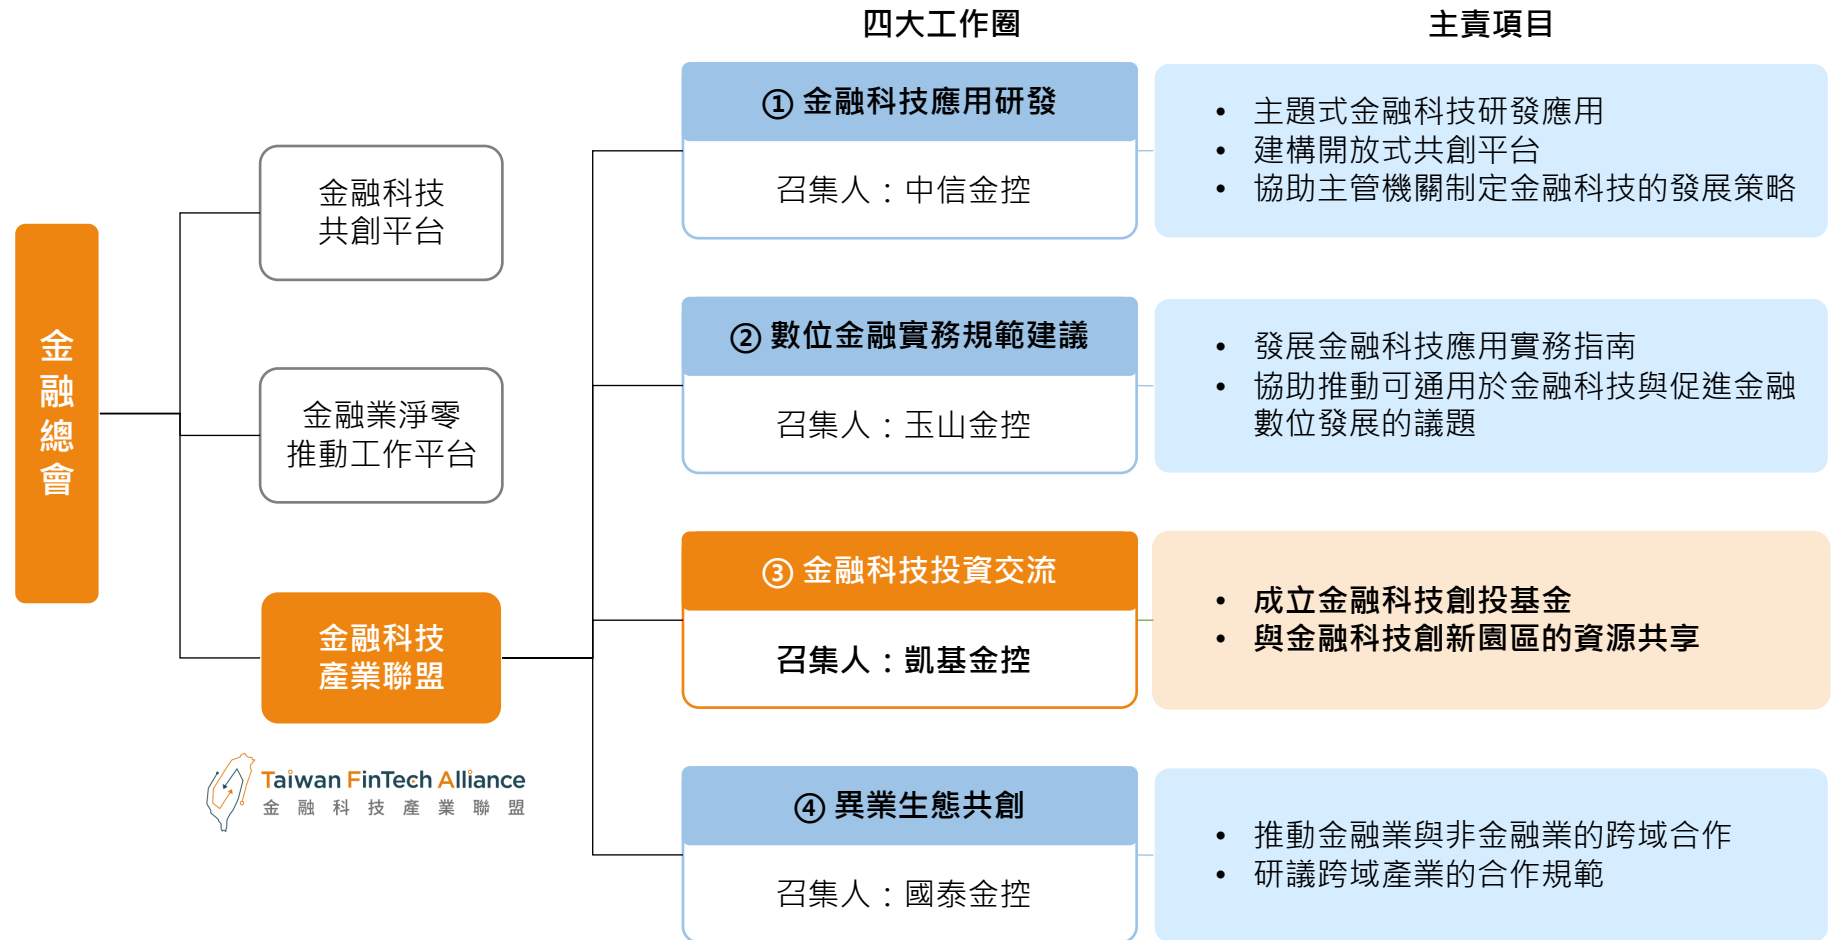 四大工作圈
主責項目
金融總會
金融科技
共創平台
金融業淨零
推動工作平台
金融科技
產業聯盟
Taiwan FinTech Alliance
金融科技產業聯盟
① 金融科技應用研發
召集人：中信金控
• 主題式金融科技研發應用
• 建構開放式共創平台
• 協助主管機關制定金融科技的發展策略
② 數位金融實務規範建議
召集人：玉山金控
• 發展金融科技應用實務指南
• 協助推動可通用於金融科技與促進金融
數位發展的議題
③ 金融科技投資交流
召集人：凱基金控
• 成立金融科技創投基金
• 與金融科技創新園區的資源共享
④ 異業生態共創
召集人：國泰金控
• 推動金融業與非金融業的跨域合作
• 研議跨域產業的合作規範